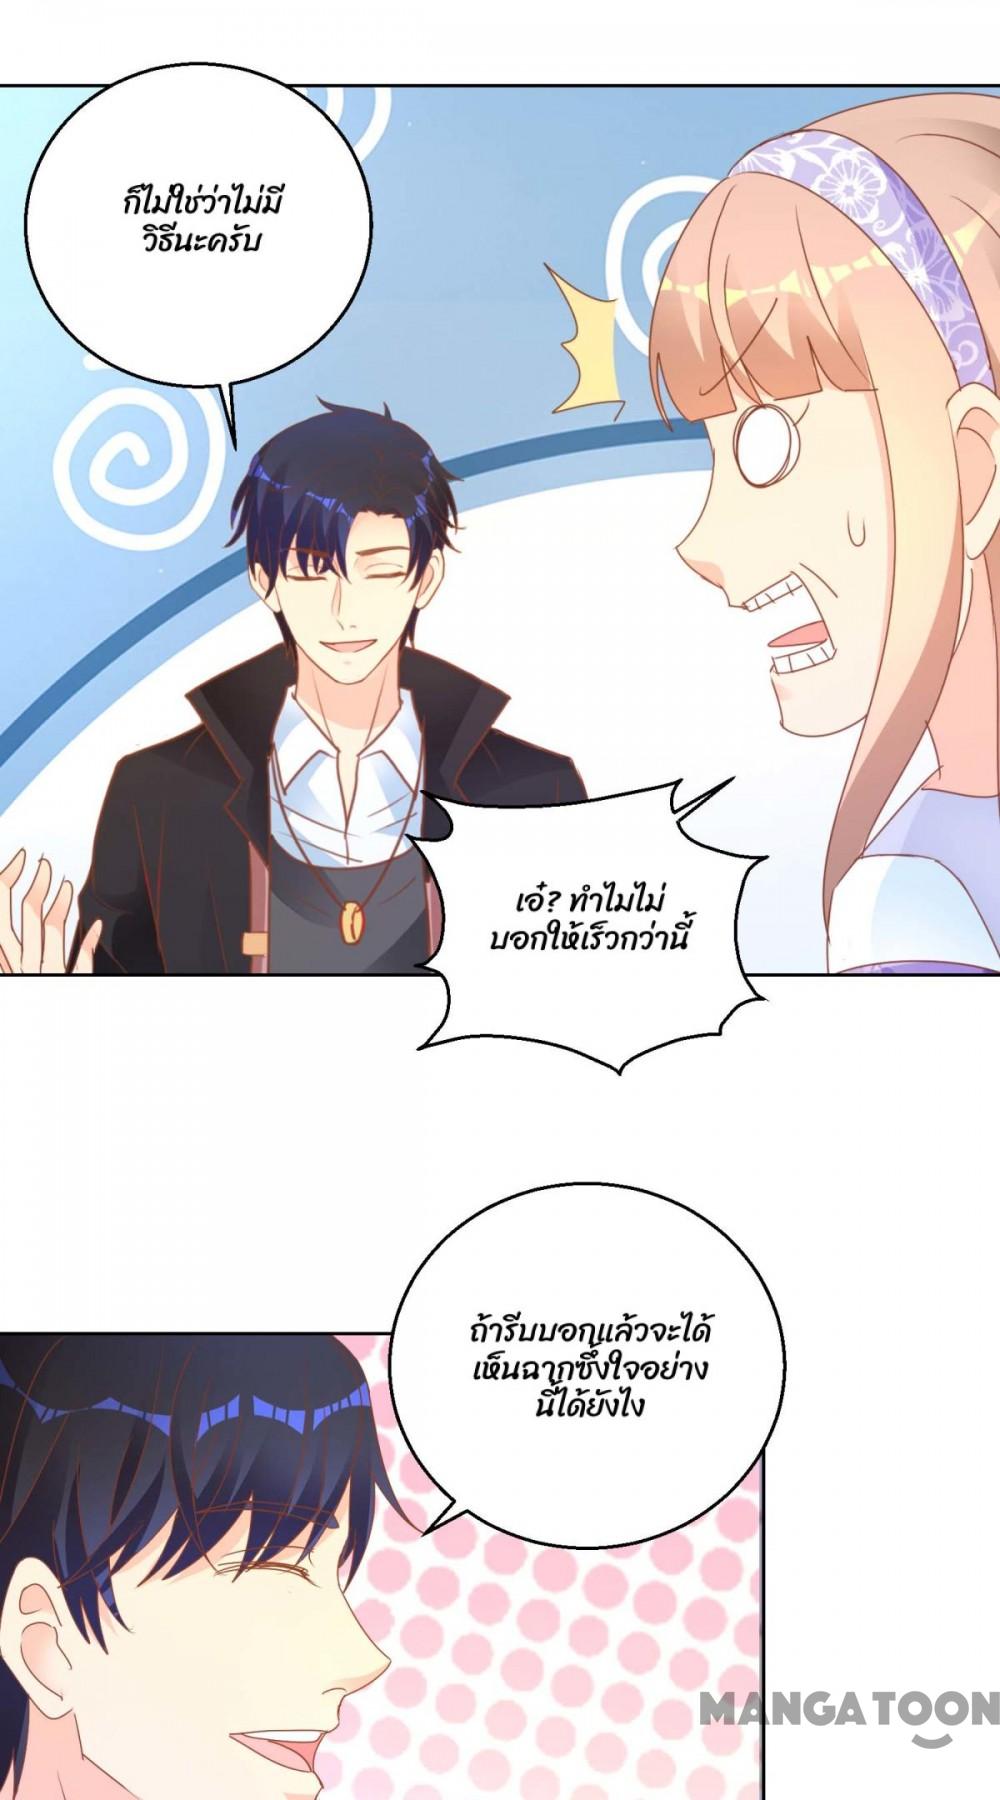 ก็ไม่ใช่ว่าไม่มี
วิธีนะครับ
เอ๋? ทำไมไม่
บอกให้เร็วกว่านี้
ถ้ารีบบอกแล้วจะได้
เห็นฉากซึ้งใจอย่าง
นี้ได้ยังไง
MANGATOON